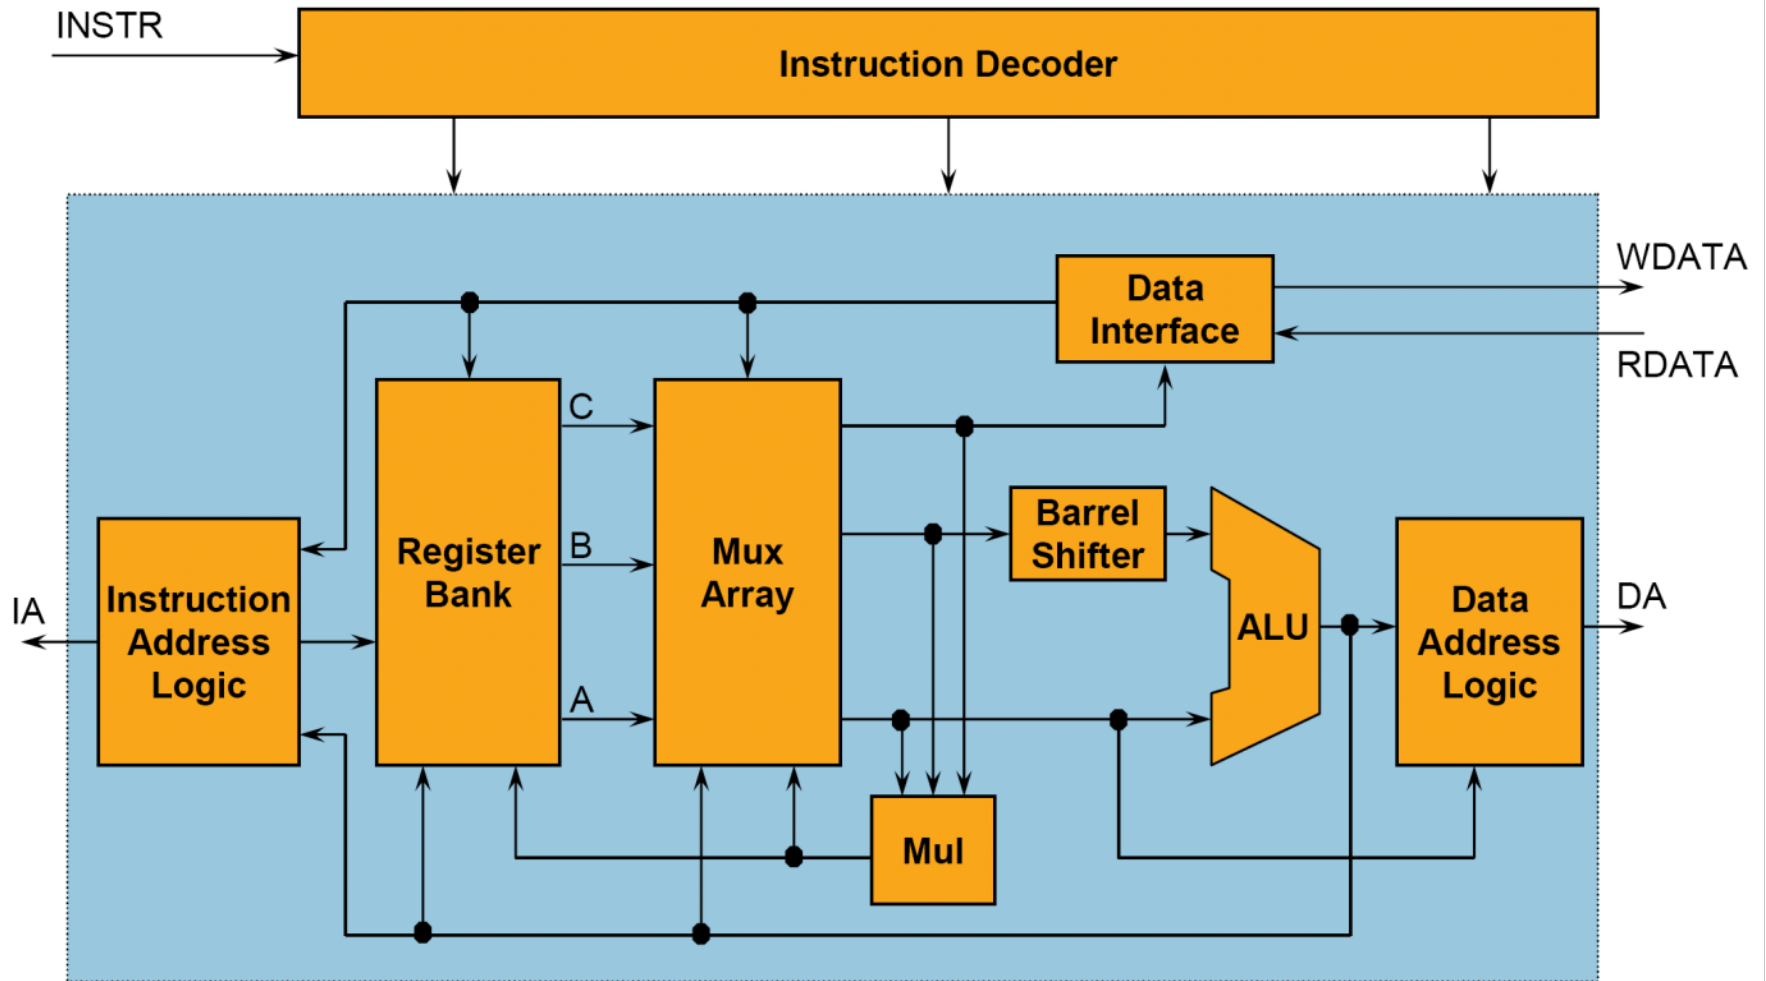 INSTR
Instruction Decoder
WDATA
Data
Interface
RDATA
C
Barrel
Shifter
B
Register
Bank
Mux
Array
Instruction
Address
Logic
IA
ALU
Data
Address
Logic
DA
A
Mul